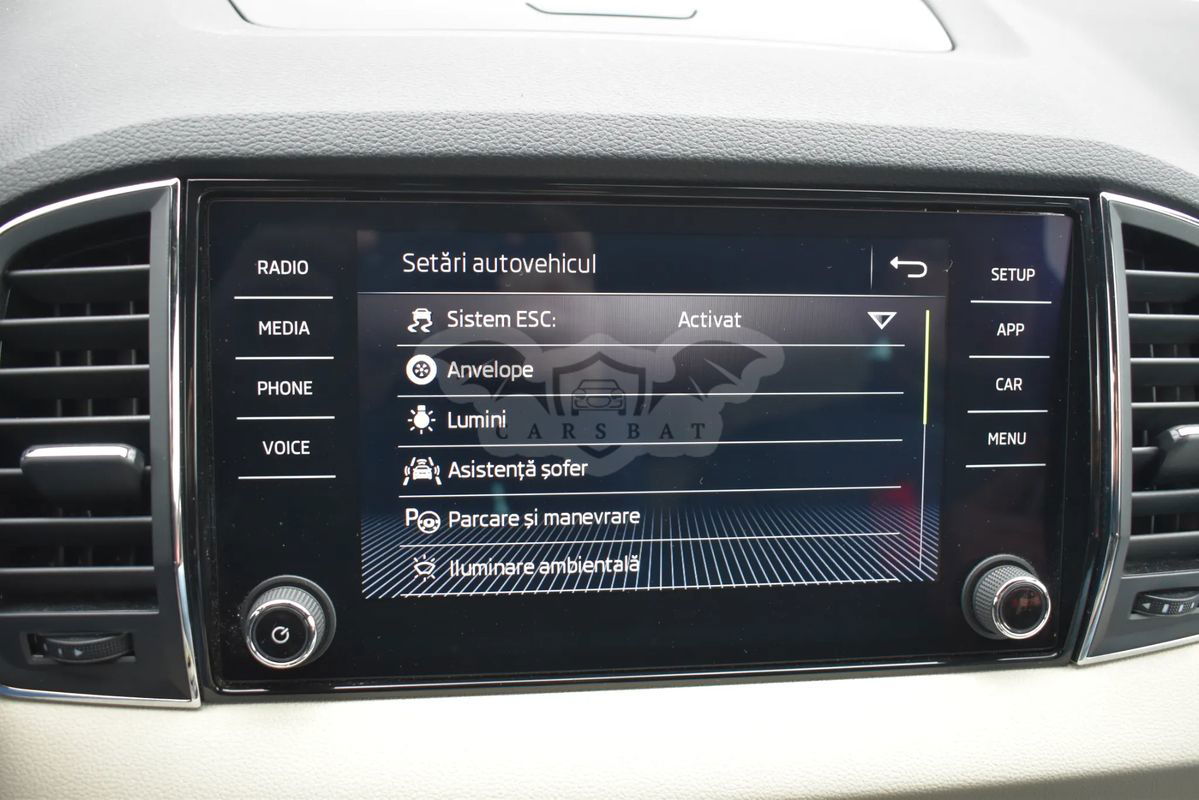 RADIO
MEDIA
PHONE
VOICE
Setări autovehicul
Sistem ESC: Activat
Anvelope
Lumini
Asistență șofer
P Parcare și manevrare
Iluminare ambientală
CARSBAT
SETUP
APP
CAR
MENU